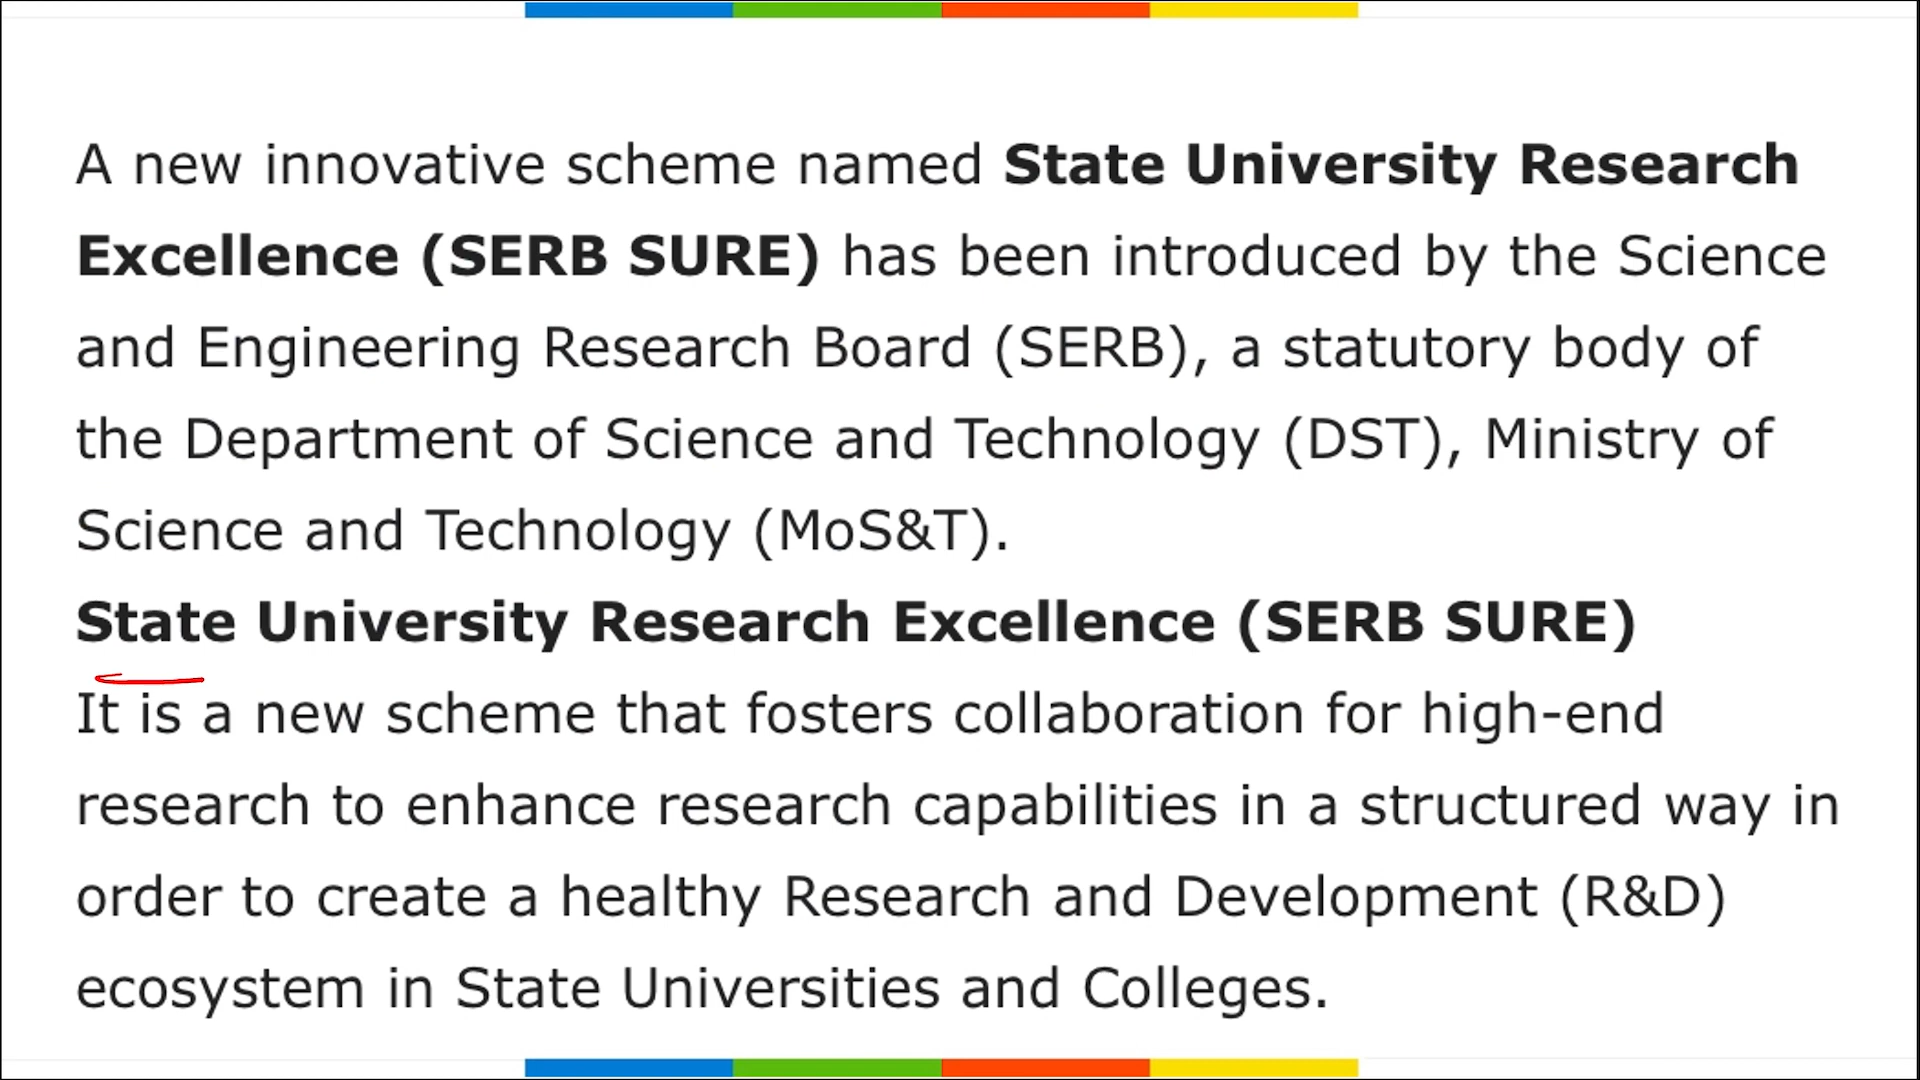 A new innovative scheme named State University Research
Excellence (SERB SURE) has been introduced by the Science
and Engineering Research Board (SERB), a statutory body of
the Department of Science and Technology (DST), Ministry of
Science and Technology (MoS&T).
State University Research Excellence (SERB SURE)
It is a new scheme that fosters collaboration for high-end
research to enhance research capabilities in a structured way in
order to create a healthy Research and Development (R&D)
ecosystem in State Universities and Colleges.